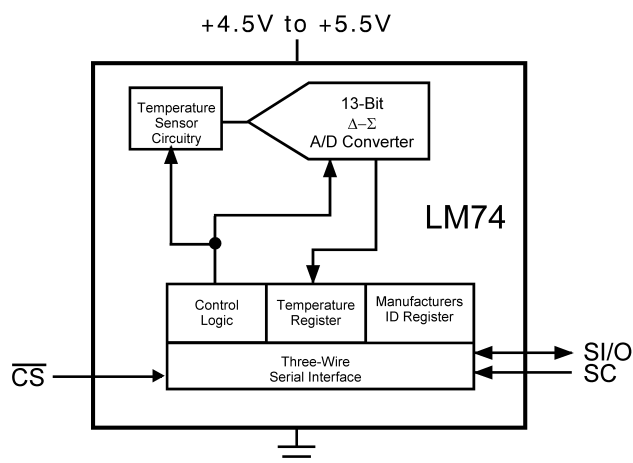 +4.5V to +5.5V
Temperature
Sensor
Circuitry
13-Bit
Δ–Σ
A/D Converter
LM74
Control
Logic
Temperature
Register
Manufacturers
ID Register
Three-Wire
Serial Interface
C̅S̅
SI/O
SC